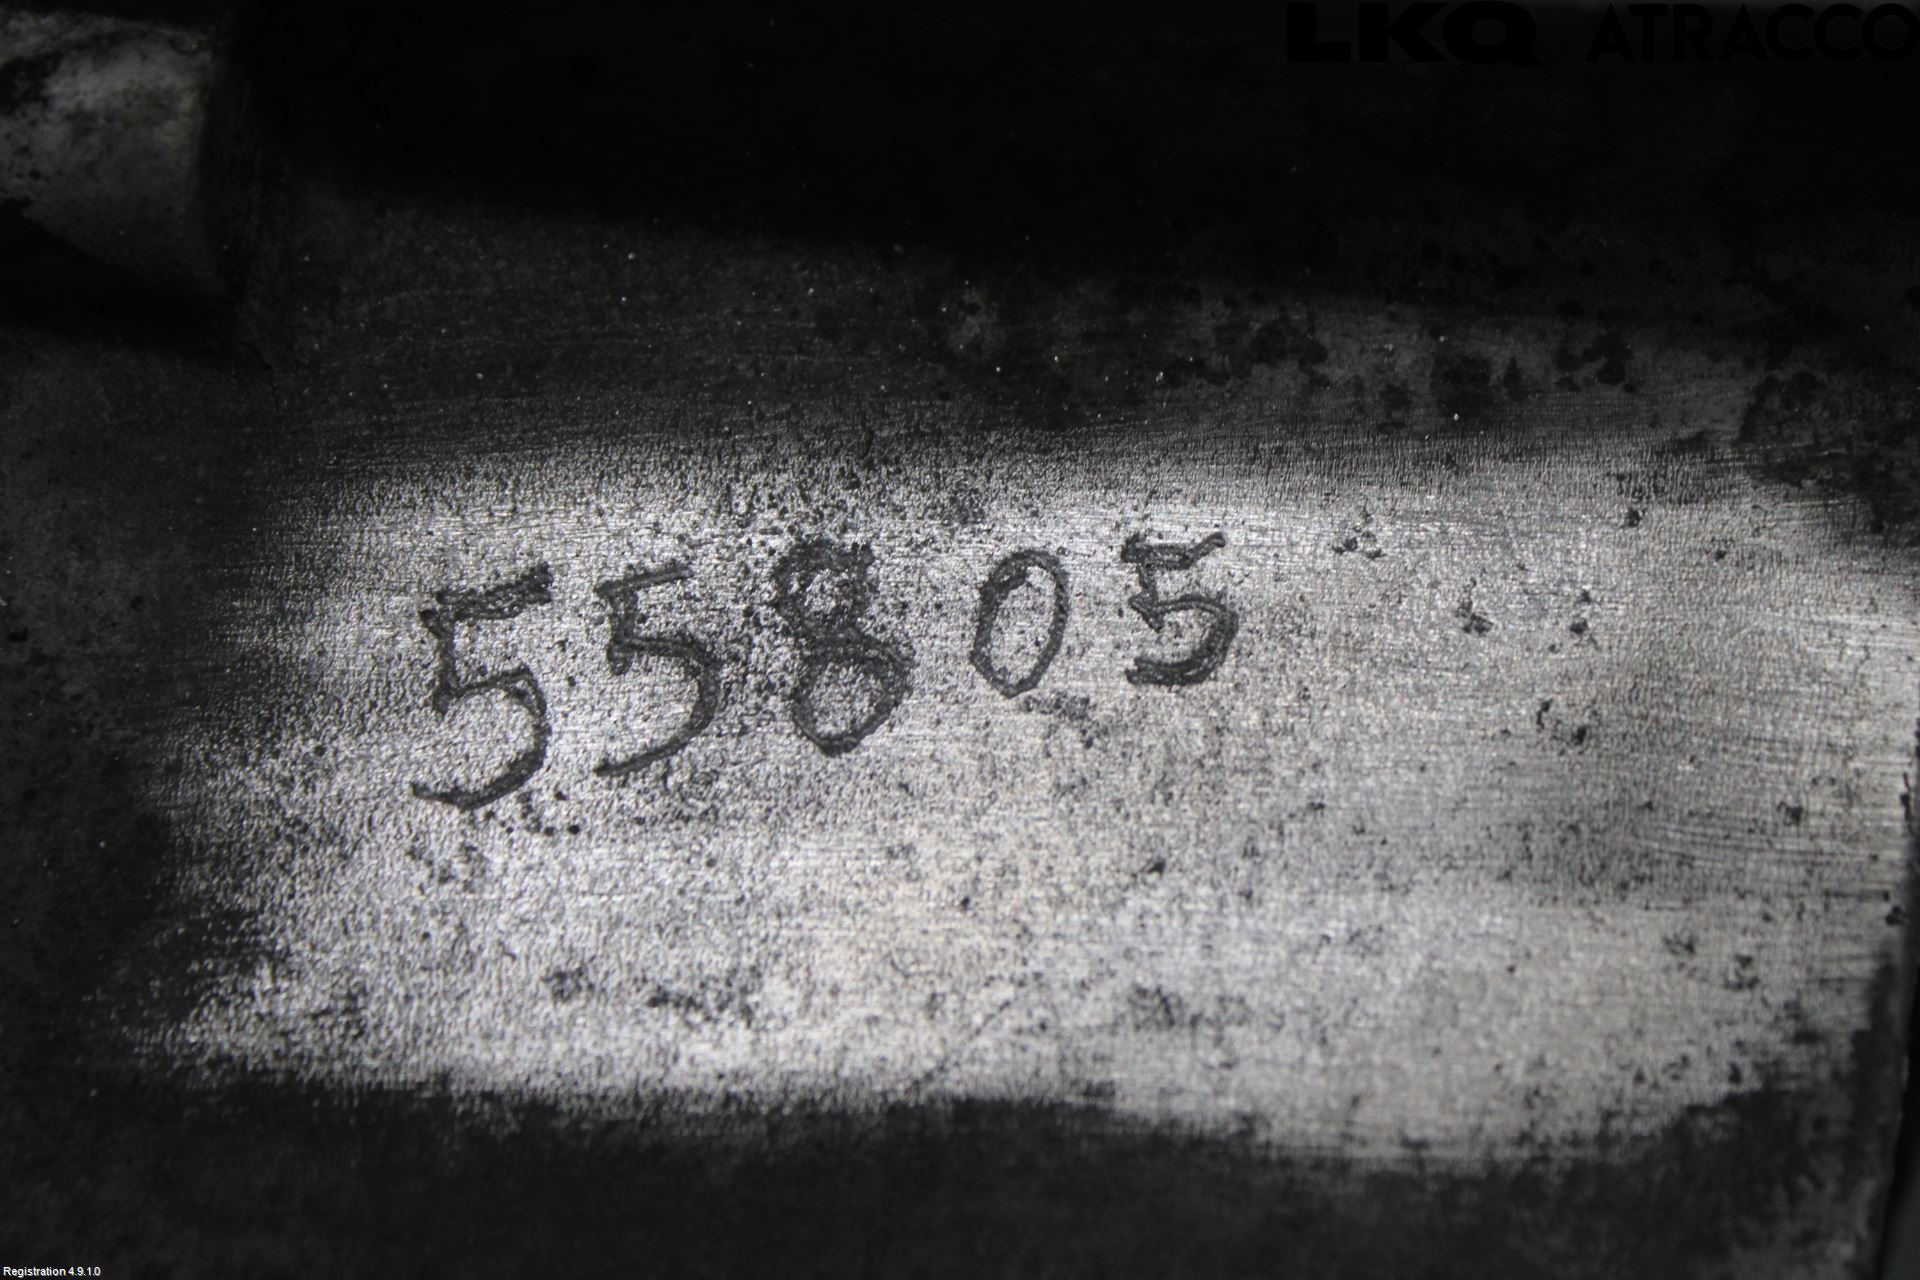 LKQ ATRACCO
55805
Registration 4.9.1.0